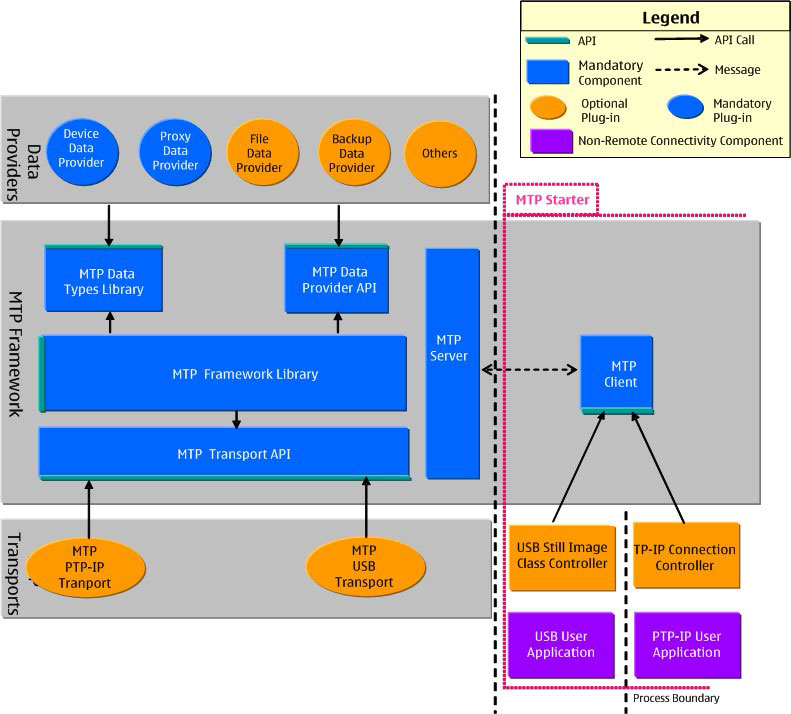 Legend
API
API Call
Mandatory
Component
Message
Optional
Plug-in
Mandatory
Plug-in
Non-Remote Connectivity Component
Data
Providers
Device
Data
Provider
Proxy
Data
Provider
File
Data
Provider
Backup
Data
Provider
Others
MTP Starter
MTP Framework
MTP Data
Types Library
MTP Data
Provider API
MTP
Server
MTP Framework Library
MTP Transport API
MTP
Client
Transports
MTP
PTP-IP
Tranport
MTP
USB
Transport
USB Still Image
Class Controller
TP-IP Connection
Controller
USB User
Application
PTP-IP User
Application
Process Boundary